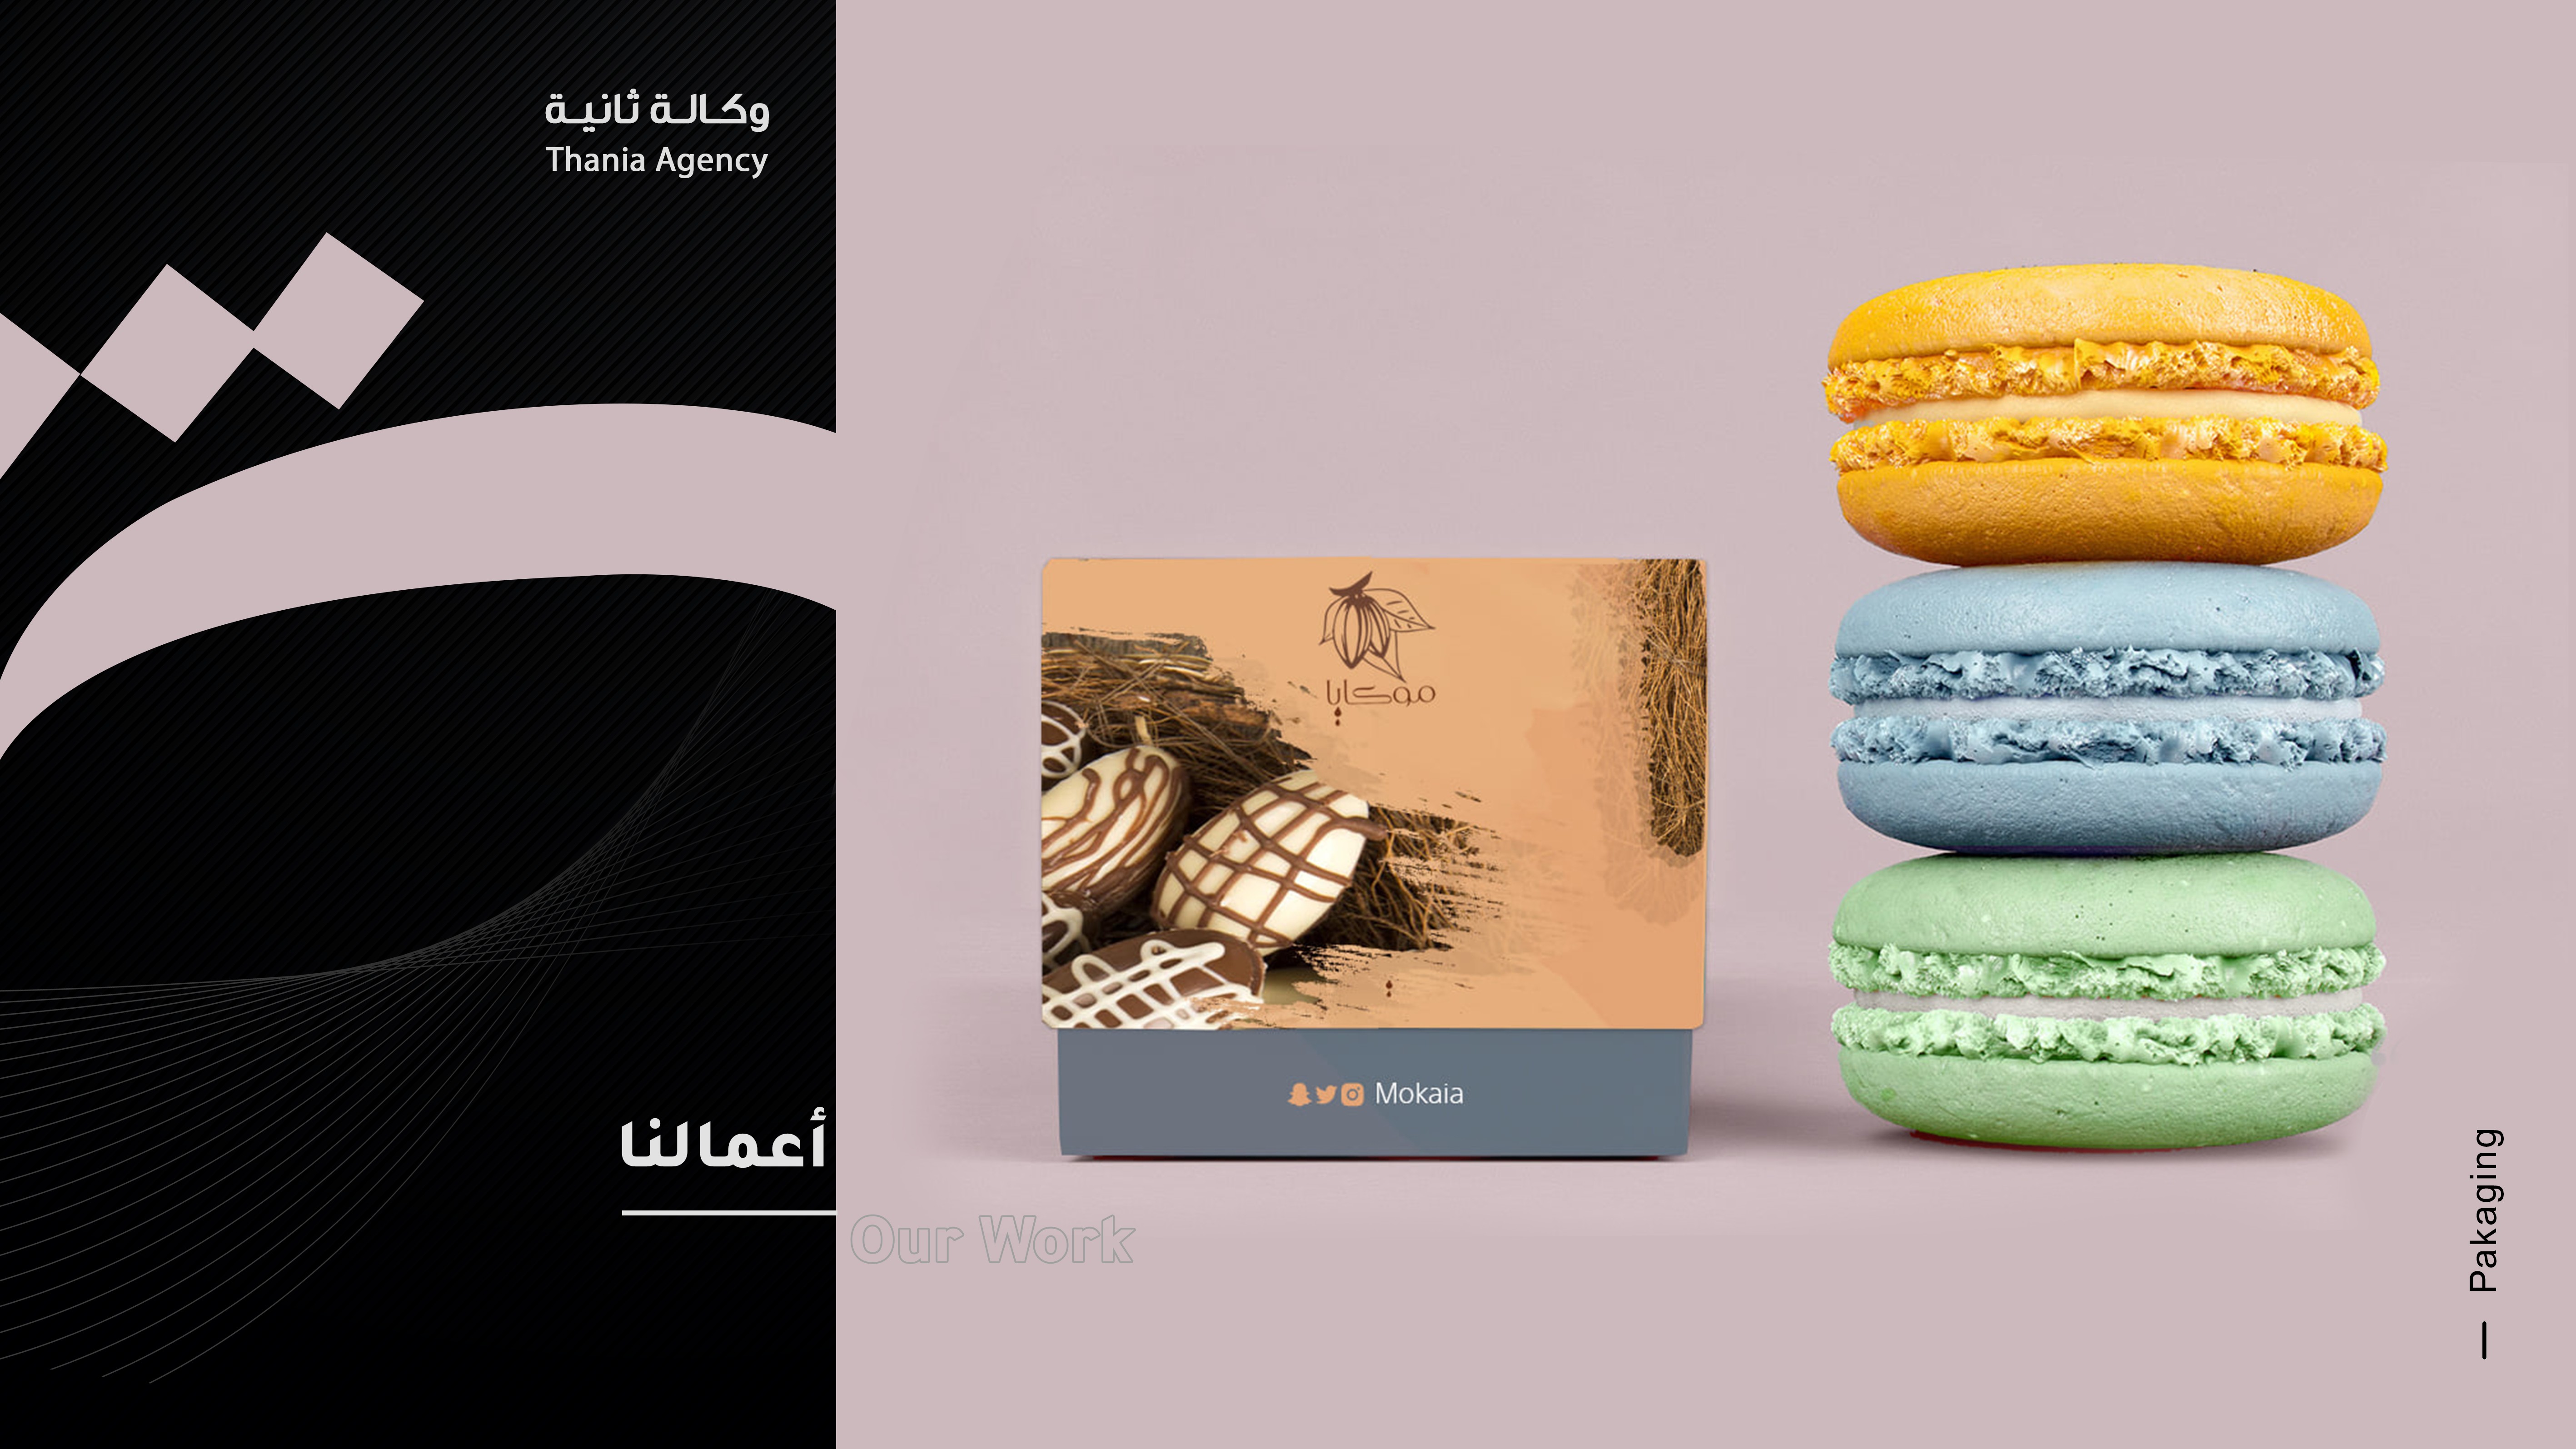 وكالة ثانية
Thania Agency
موكايا
Mokaia
أعمالنا
Our Work
Pakaging